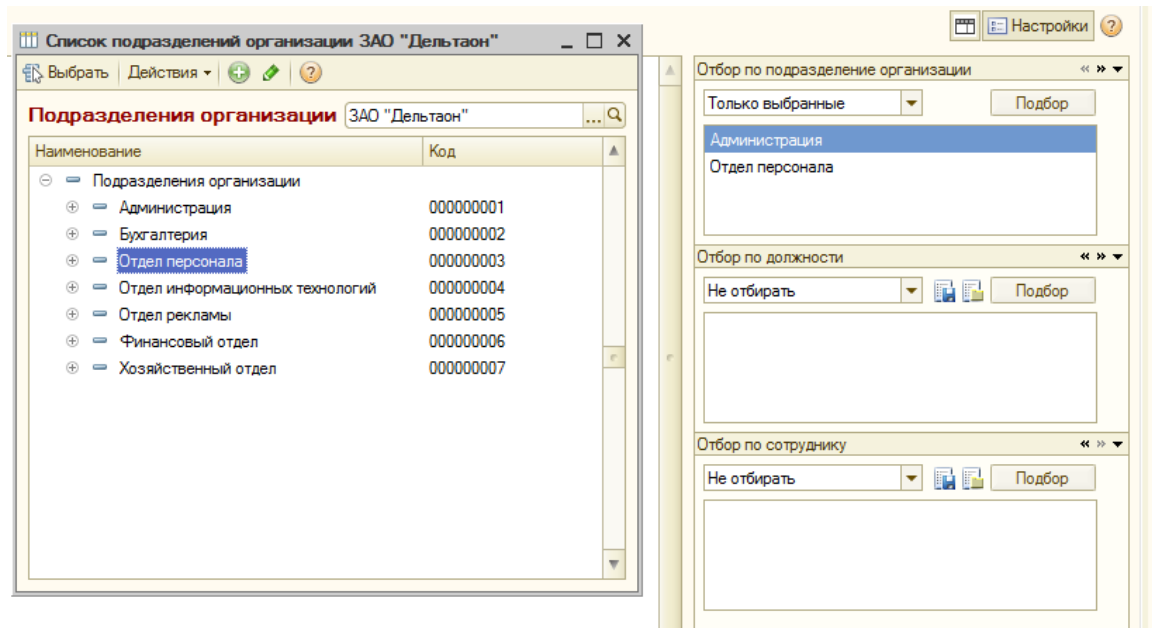 Список подразделений организации ЗАО "Дельтаон"
Выбрать Действия
Подразделения организации ЗАО "Дельтаон" ...
Наименование Код
Подразделения организации
Администрация 000000001
Бухгалтерия 000000002
Отдел персонала 000000003
Отдел информационных технологий 000000004
Отдел рекламы 000000005
Финансовый отдел 000000006
Хозяйственный отдел 000000007
Настройки
Отбор по подразделение организации
Только выбранные Подбор
Администрация
Отдел персонала
Отбор по должности
Не отбирать Подбор
Отбор по сотруднику
Не отбирать Подбор